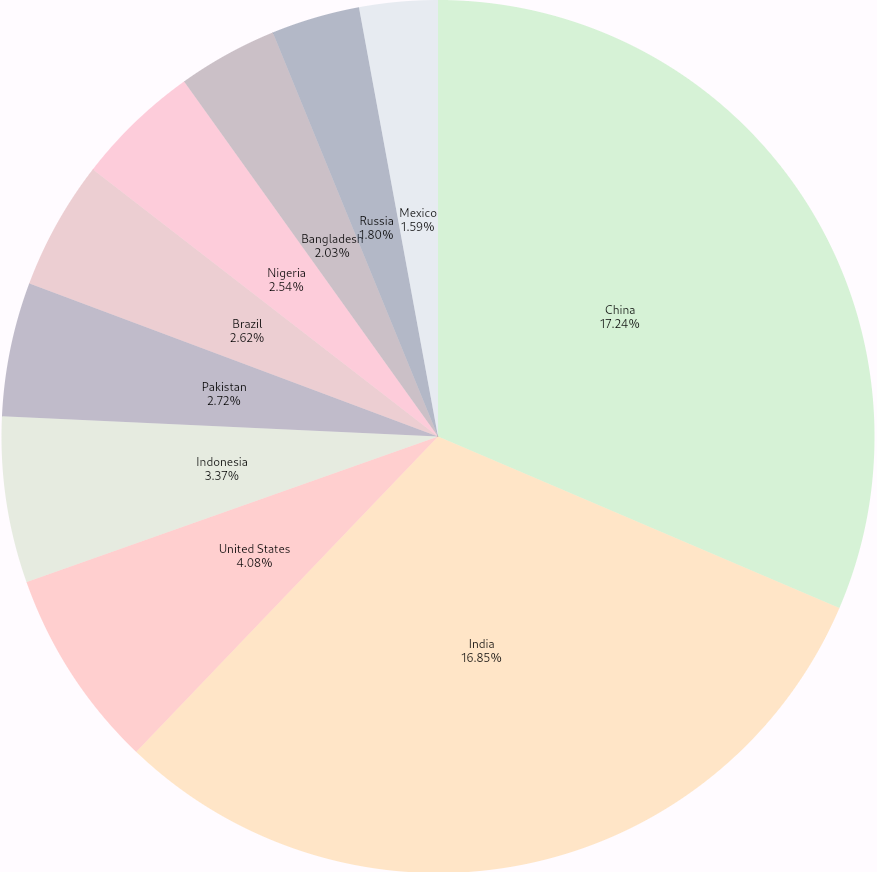 Mexico
1.59%
Russia
1.80%
Bangladesh
2.03%
Nigeria
2.54%
China
17.24%
Brazil
2.62%
Pakistan
2.72%
Indonesia
3.37%
United States
4.08%
India
16.85%